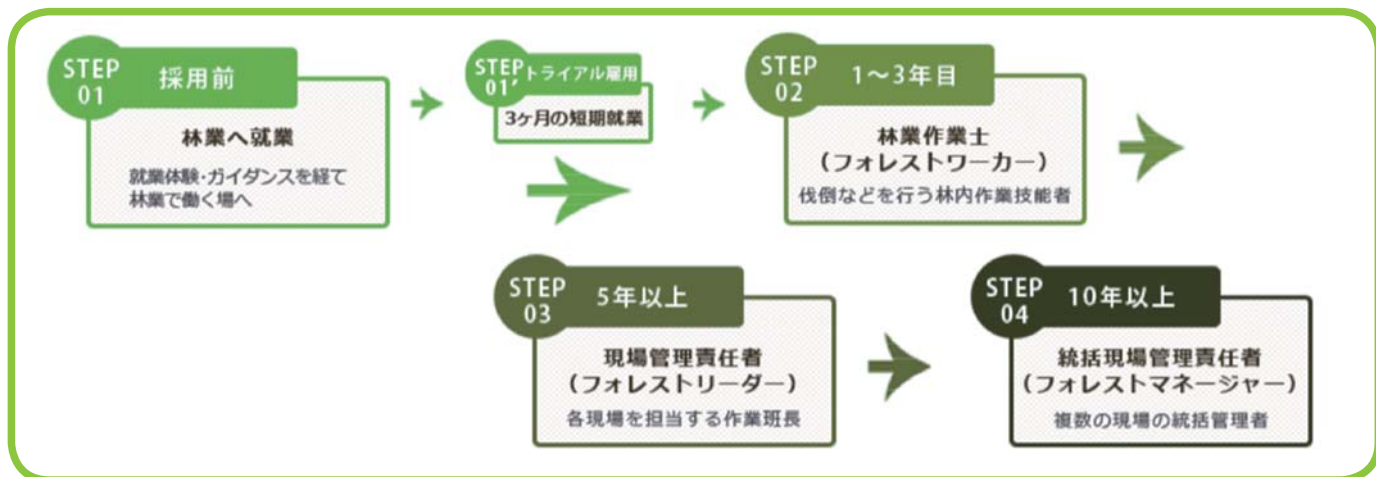 STEP
01
採用前
林業へ就業
就業体験・ガイダンスを経て
林業で働く場へ
STEP
01’
トライアル雇用
3ヶ月の短期就業
STEP
02
1〜3年目
林業作業士
(フォレストワーカー)
伐倒などを行う林内作業技能者
STEP
03
5年以上
現場管理責任者
(フォレストリーダー)
各現場を担当する作業班長
STEP
04
10年以上
統括現場管理責任者
(フォレストマネージャー)
複数の現場の統括管理者